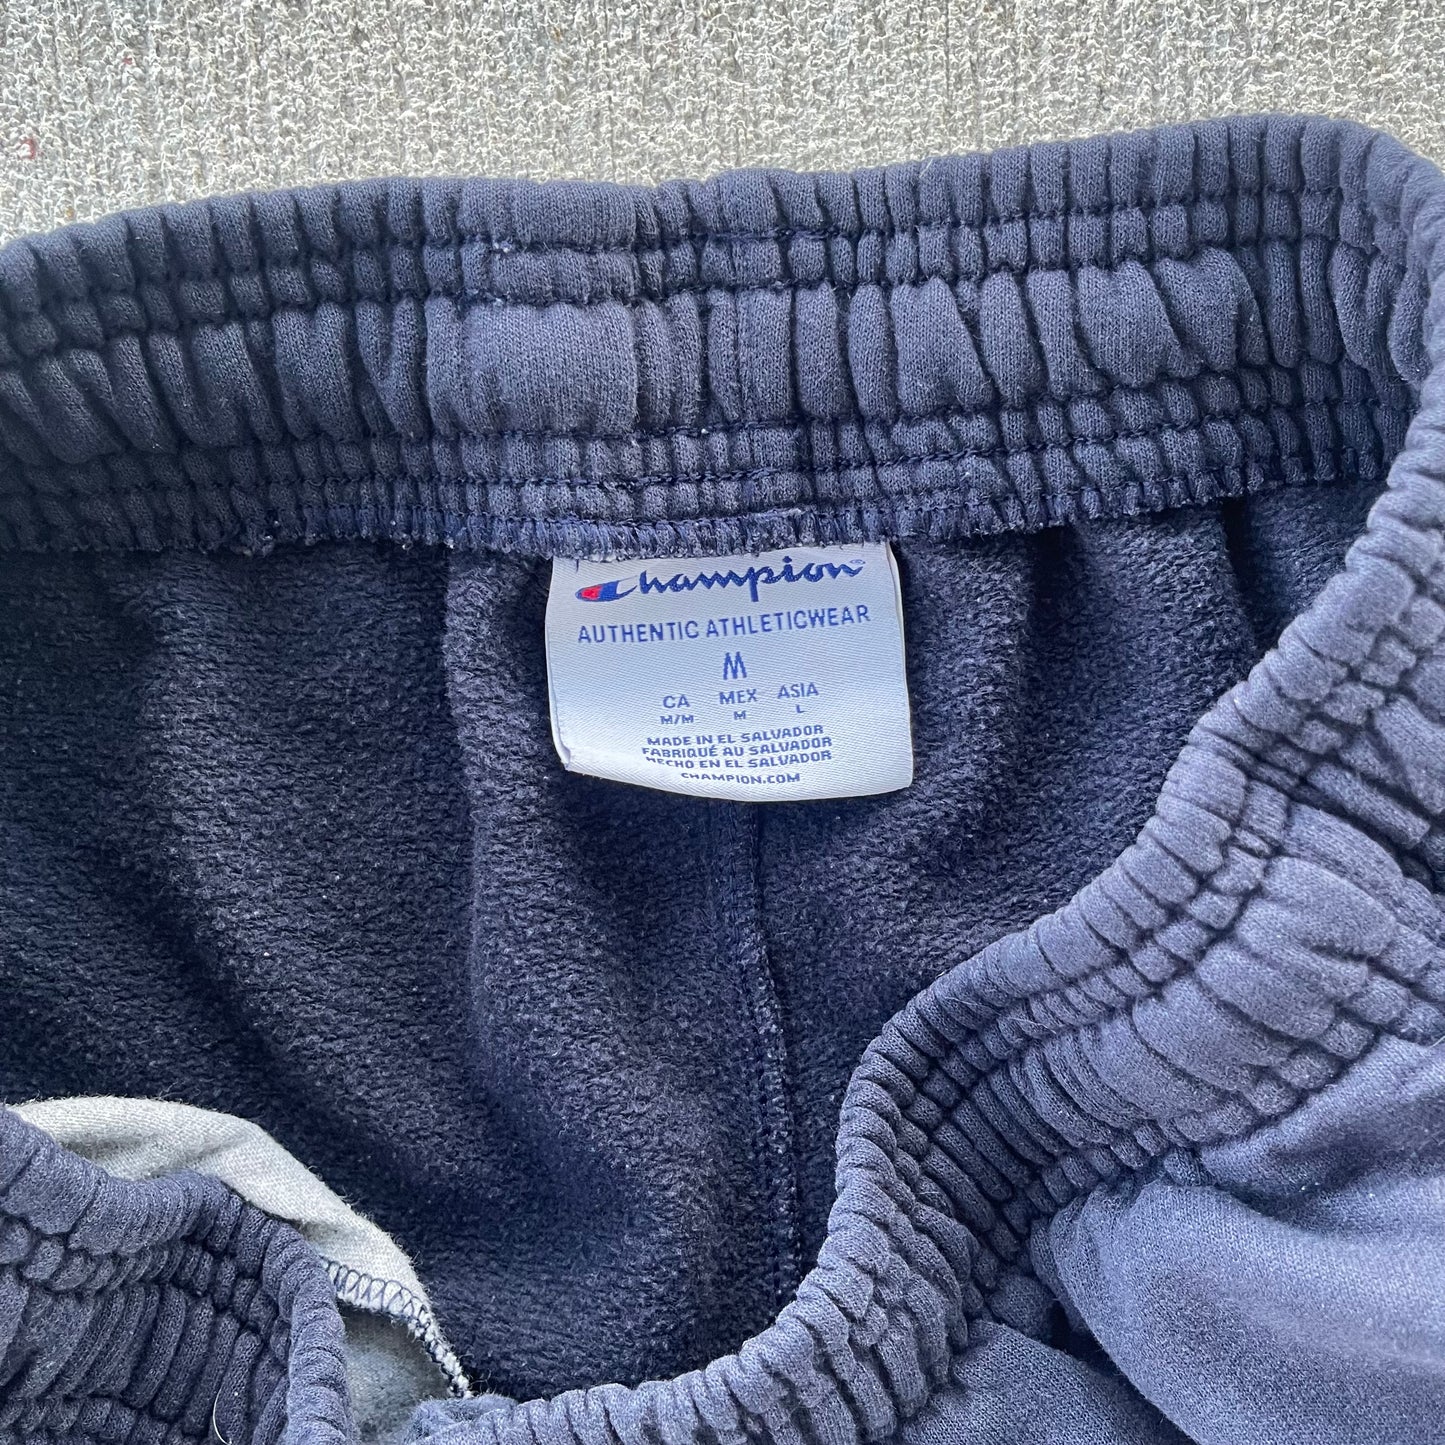 Champion®
AUTHENTIC ATHLETICWEAR
M
CA MEX ASIA
M/M M L
MADE IN EL SALVADOR
FABRIQUÉ AU SALVADOR
HECHO EN EL SALVADOR
CHAMPION.COM